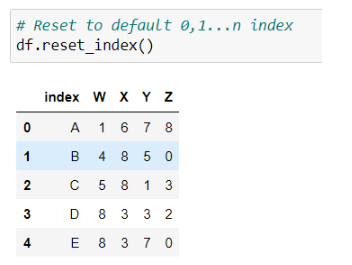 # Reset to default 0,1...n index
df.reset_index()
index W X Y Z
0 A 1 6 7 8
1 B 4 8 5 0
2 C 5 8 1 3
3 D 8 3 3 2
4 E 8 3 7 0